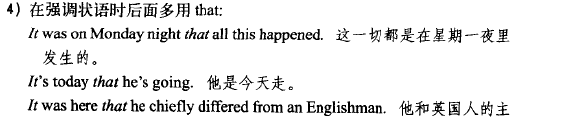 4）在强调状语时后面多用 that:
It was on Monday night that all this happened. 这一切都是在星期一夜里
发生的。
It's today that he's going. 他是今天走。
It was here that he chiefly differed from an Englishman. 他和英国人的主